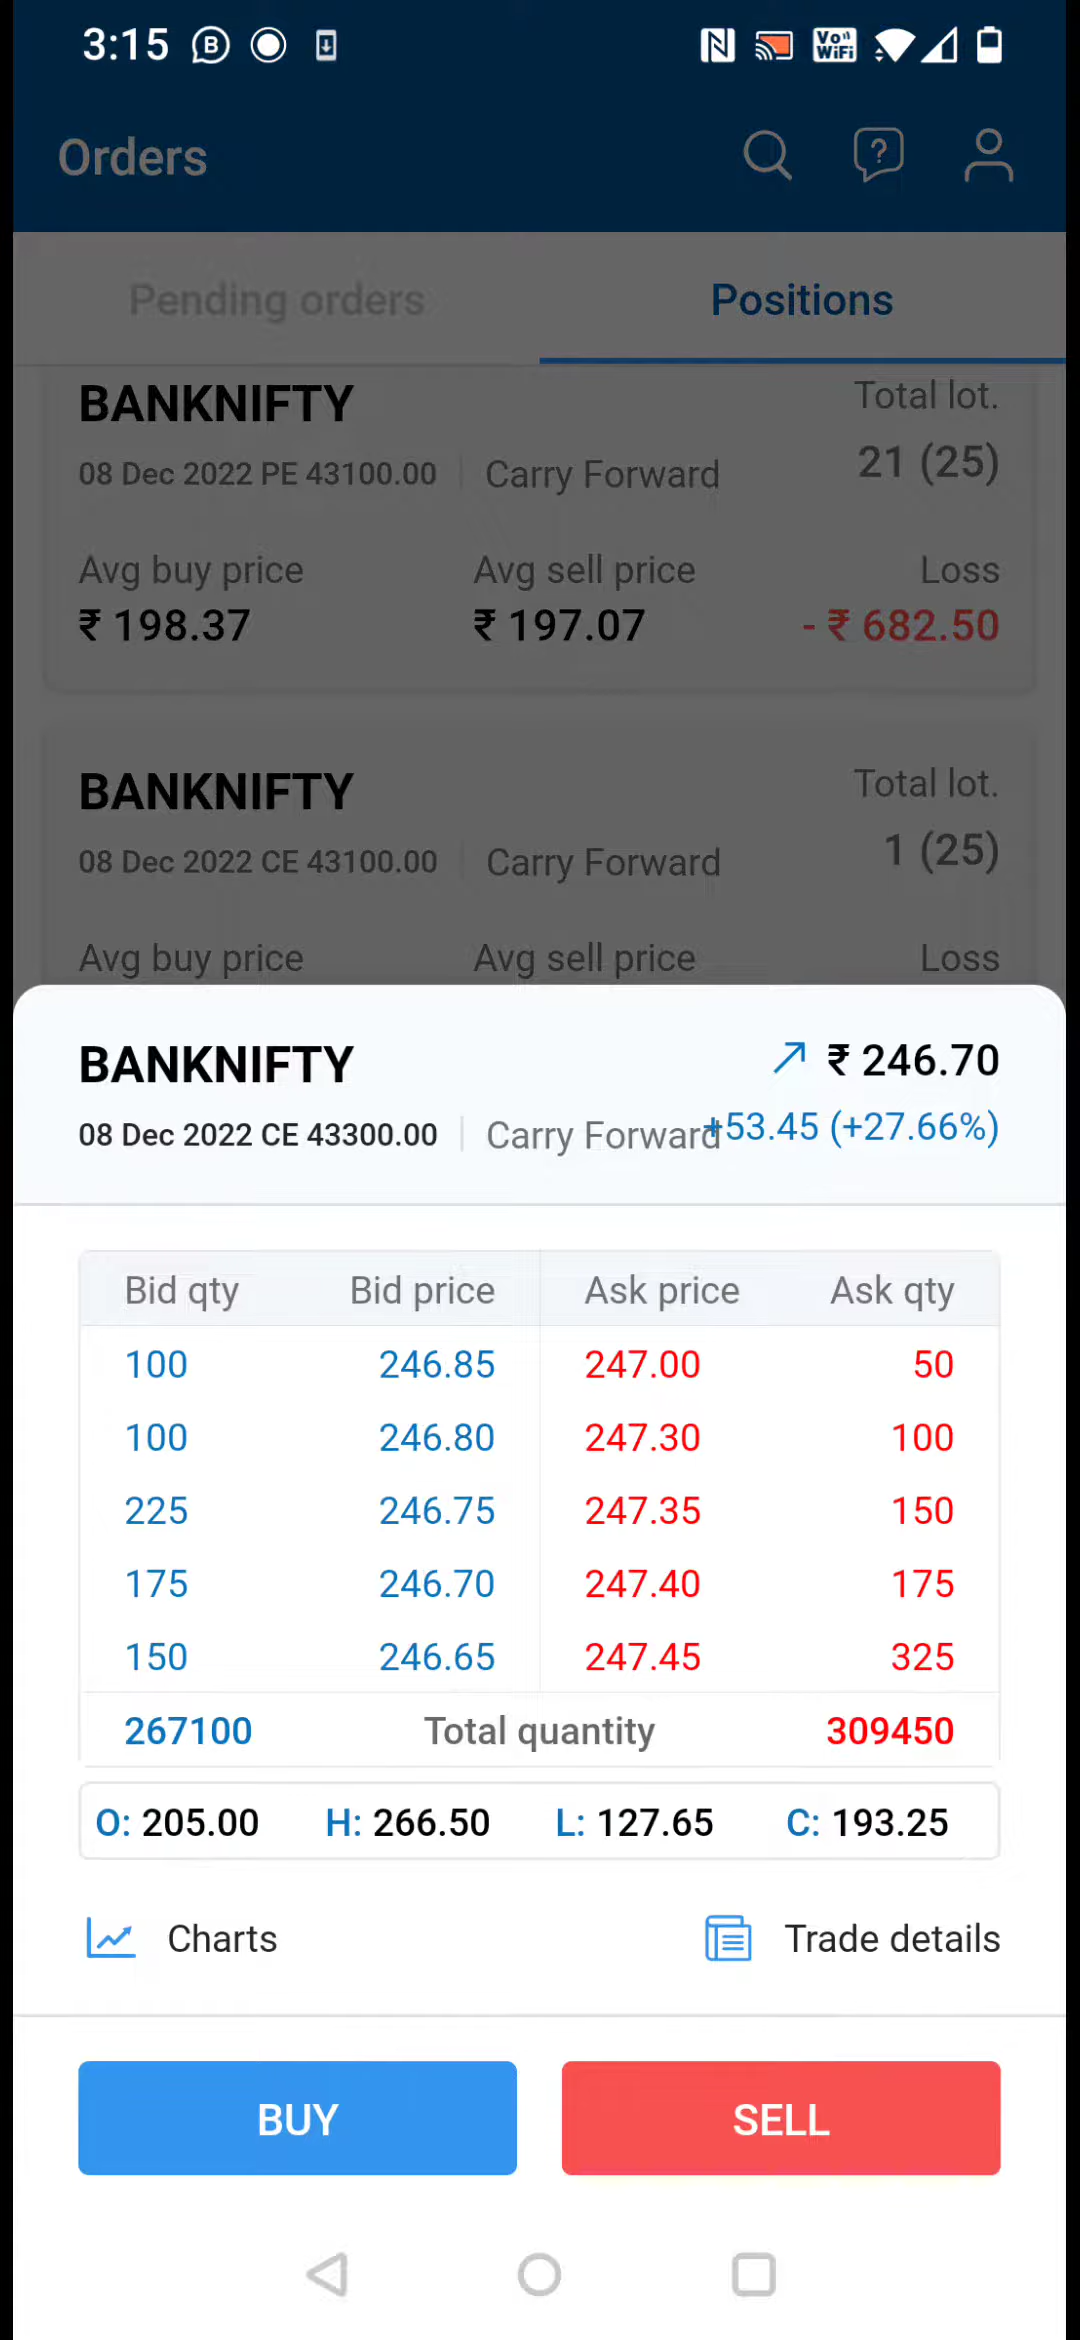 3:15
Vo WiFi
Orders
Pending orders Positions
BANKNIFTY Total lot.
08 Dec 2022 PE 43100.00 Carry Forward 21 (25)
Avg buy price Avg sell price Loss
₹ 198.37 ₹ 197.07 - ₹ 682.50
BANKNIFTY Total lot.
08 Dec 2022 CE 43100.00 Carry Forward 1 (25)
Avg buy price Avg sell price Loss
BANKNIFTY ₹ 246.70
08 Dec 2022 CE 43300.00 Carry Forward +53.45 (+27.66%)
Bid qty Bid price Ask price Ask qty
100 246.85 247.00 50
100 246.80 247.30 100
225 246.75 247.35 150
175 246.70 247.40 175
150 246.65 247.45 325
267100 Total quantity 309450
O: 205.00 H: 266.50 L: 127.65 C: 193.25
Charts Trade details
BUY SELL